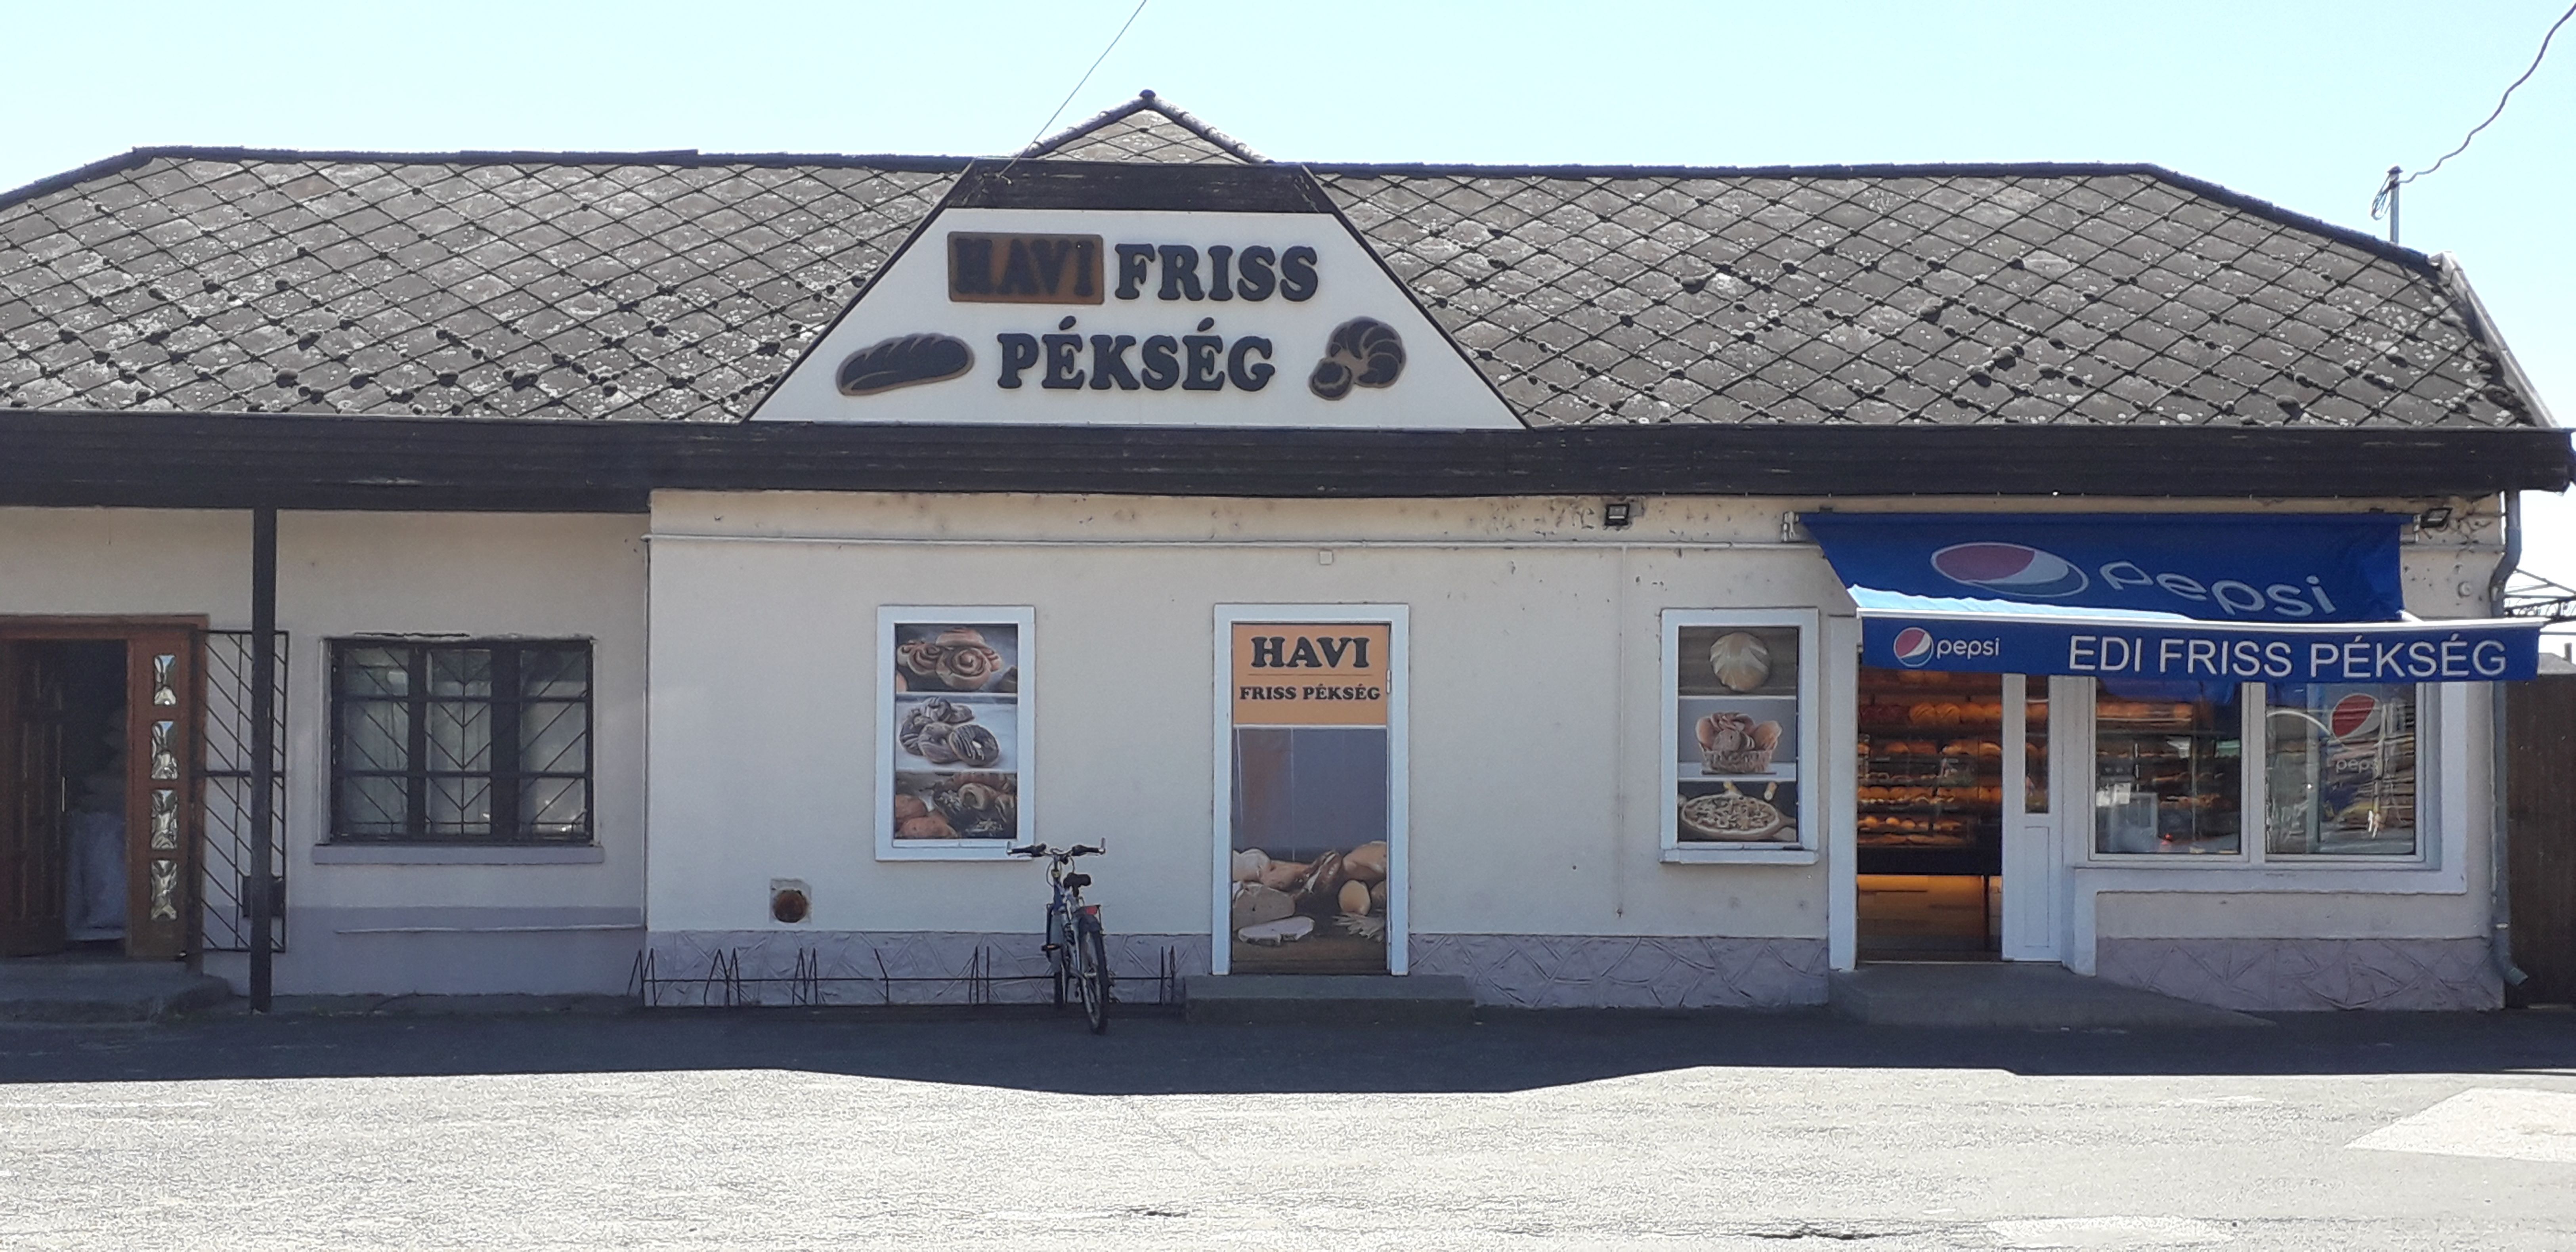 HAVI FRISS
PÉKSÉG
pepsi
pepsi EDI FRISS PÉKSÉG
HAVI
FRISS PÉKSÉG
pepsi